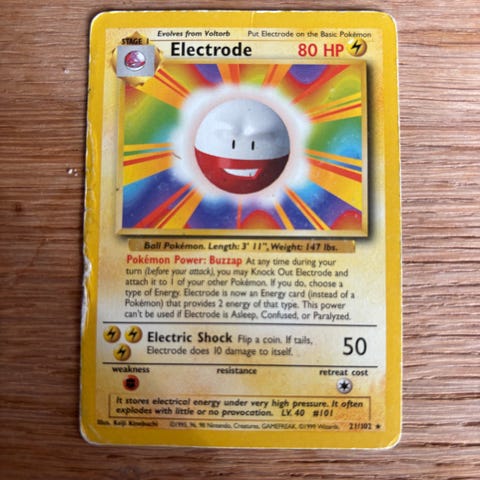 Evolves from Voltorb Put Electrode on the Basic Pokémon
STAGE 1
Electrode 80 HP
Ball Pokémon. Length: 3' 11", Weight: 147 lbs.
Pokémon Power: Buzzap At any time during your
turn (before your attack), you may Knock Out Electrode and
attach it to 1 of your other Pokémon. If you do, choose a
type of Energy. Electrode is now an Energy card (instead of a
Pokémon) that provides 2 energy of that type. This power
can't be used if Electrode is Asleep, Confused, or Paralyzed.
Electric Shock Flip a coin. If tails,
Electrode does 10 damage to itself. 50
weakness resistance retreat cost
It stores electrical energy under very high pressure. It often
explodes with little or no provocation. LV. 40 #101
Illus. Keiji Kinebuchi ©1995, 96, 98 Nintendo, Creatures, GAMEFREAK. ©1999 Wizards. 21/102